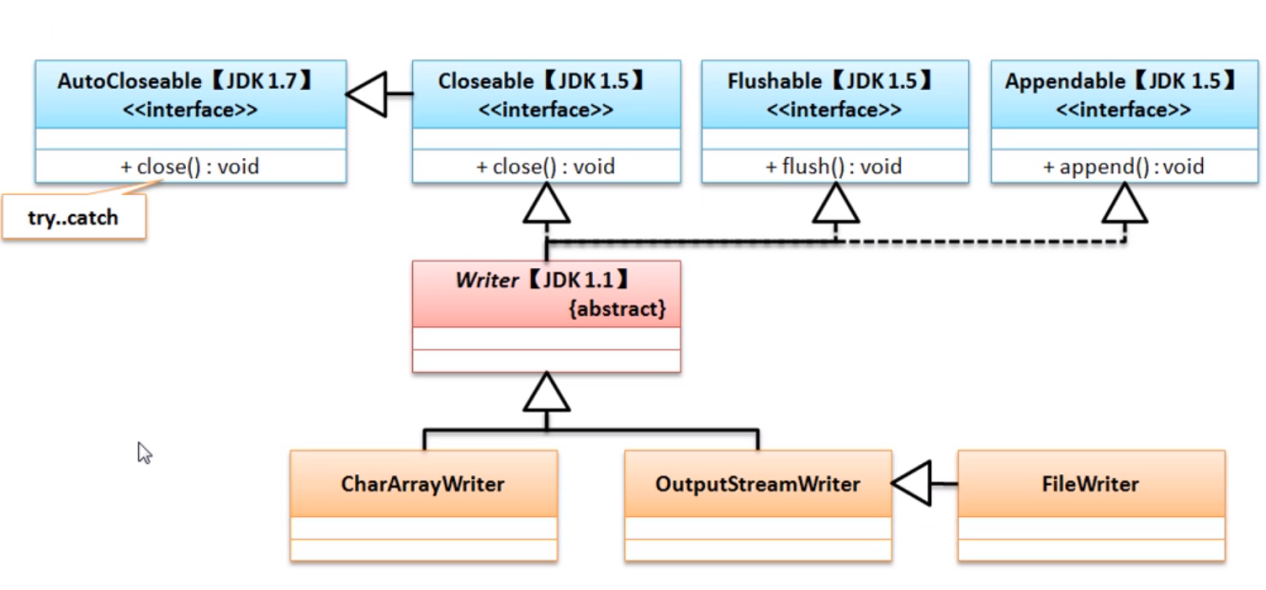 AutoCloseable【JDK 1.7】
<<interface>>
+ close() : void
try..catch
Closeable【JDK 1.5】
<<interface>>
+ close() : void
Flushable【JDK 1.5】
<<interface>>
+ flush() : void
Appendable【JDK 1.5】
<<interface>>
+ append() : void
Writer【JDK 1.1】
{abstract}
CharArrayWriter
OutputStreamWriter
FileWriter